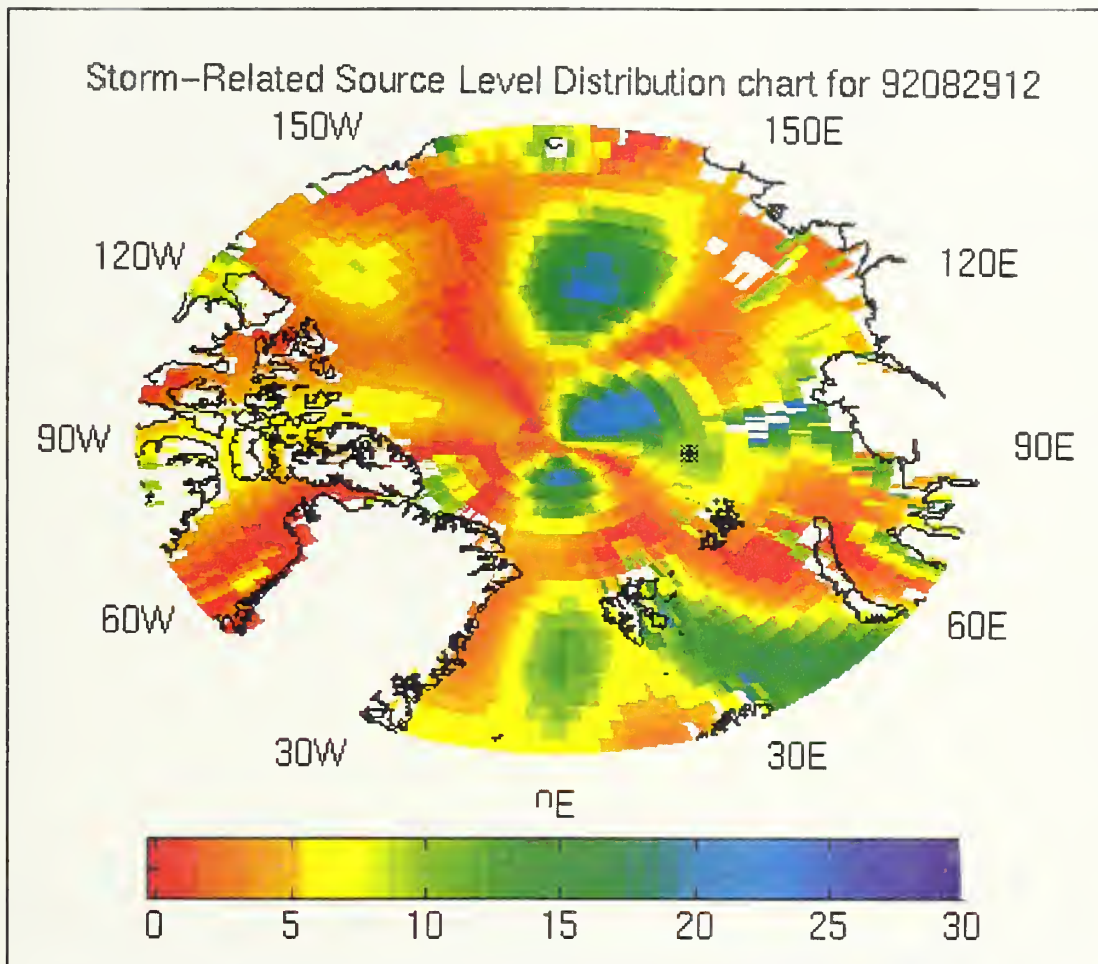 Storm-Related Source Level Distribution chart for 92082912
150W 150E
120W 120E
90W 90E
60W 60E
30W 30E
nE
0 5 10 15 20 25 30